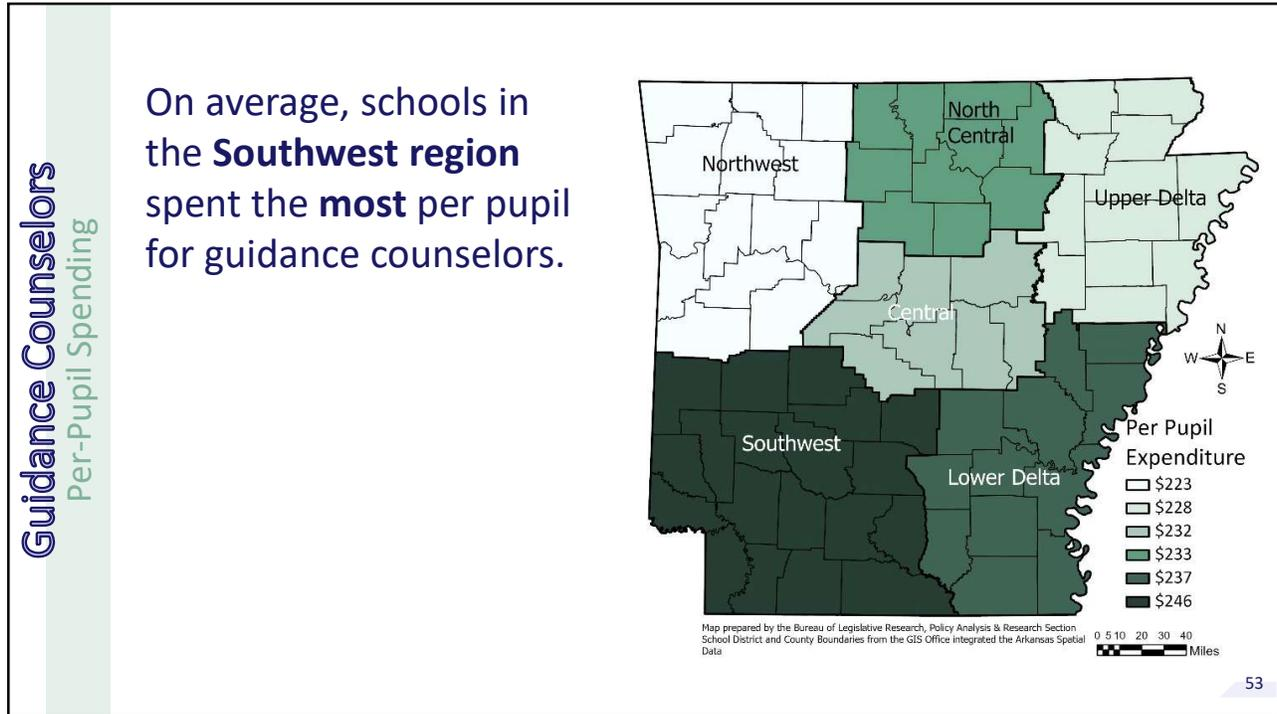 Guidance Counselors
Per-Pupil Spending
On average, schools in
the Southwest region
spent the most per pupil
for guidance counselors.
Northwest
North
Central
Upper Delta
Central
Southwest
Lower Delta
N
W E
S
Per Pupil
Expenditure
$223
$228
$232
$233
$237
$246
Map prepared by the Bureau of Legislative Research, Policy Analysis & Research Section
School District and County Boundaries from the GIS Office integrated the Arkansas Spatial
Data
0 5 10 20 30 40
Miles
53